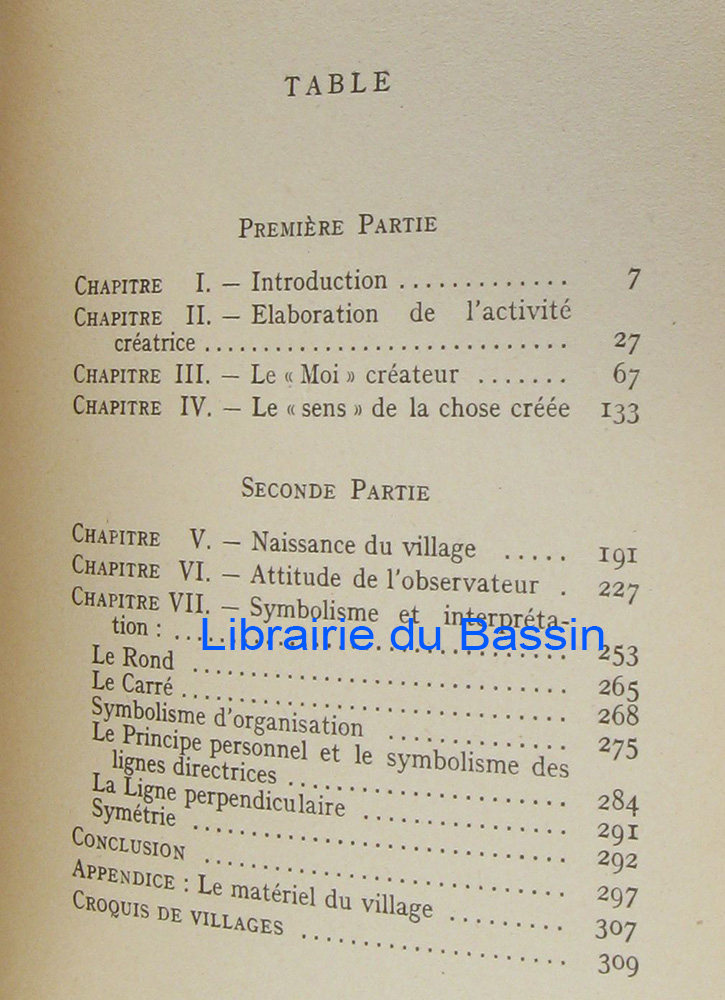 TABLE
PREMIÈRE PARTIE
CHAPITRE I. — Introduction ............. 7
CHAPITRE II. — Elaboration de l'activité
créatrice .............................. 27
CHAPITRE III. — Le « Moi » créateur ....... 67
CHAPITRE IV. — Le « sens » de la chose créée 133
SECONDE PARTIE
CHAPITRE V. — Naissance du village ..... 191
CHAPITRE VI. — Attitude de l'observateur . 227
CHAPITRE VII. — Symbolisme et interpréta-
tion : ................................ 253
Librairie du Bassin
Le Rond ............................... 265
Le Carré ............................... 268
Symbolisme d'organisation .............. 275
Le Principe personnel et le symbolisme des
lignes directrices ...................... 284
La Ligne perpendiculaire ................ 291
Symétrie ............................... 292
CONCLUSION ............................. 297
APPENDICE : Le matériel du village ........ 307
CROQUIS DE VILLAGES .................... 309